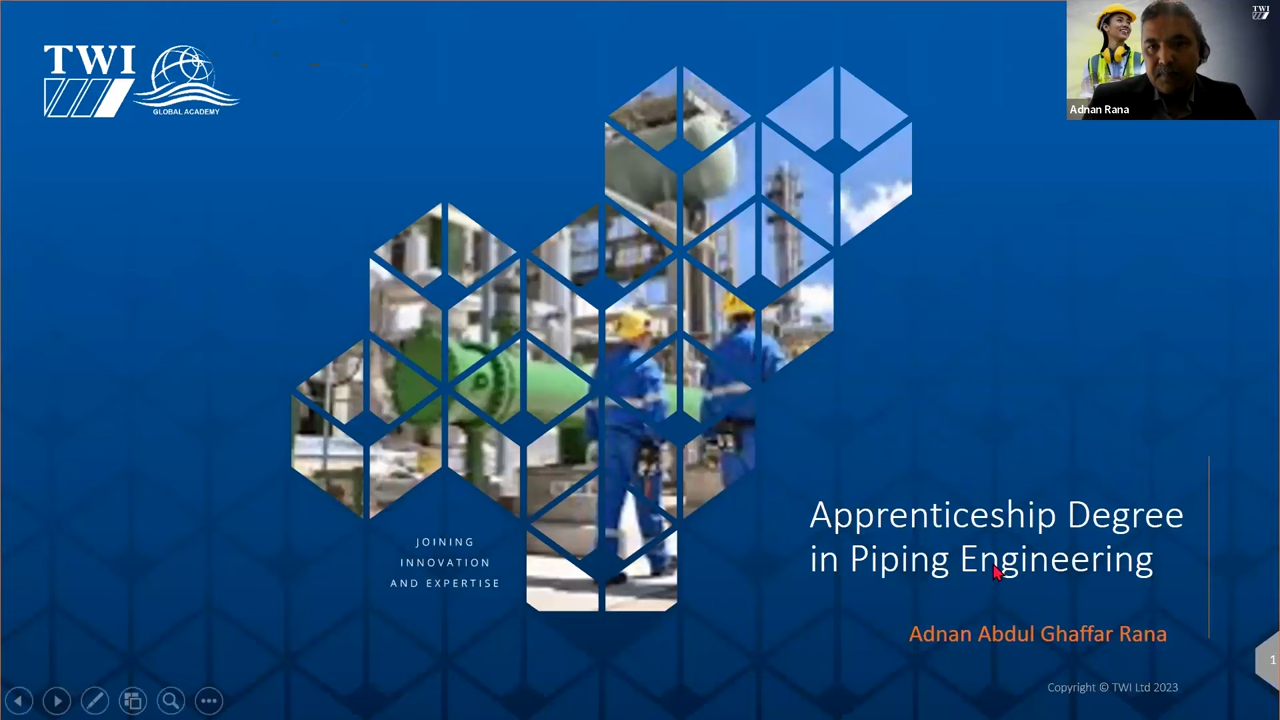 TWI
GLOBAL ACADEMY
TWI
Adnan Rana
JOINING
INNOVATION
AND EXPERTISE
Apprenticeship Degree
in Piping Engineering
Adnan Abdul Ghaffar Rana
1
Copyright © TWI Ltd 2023